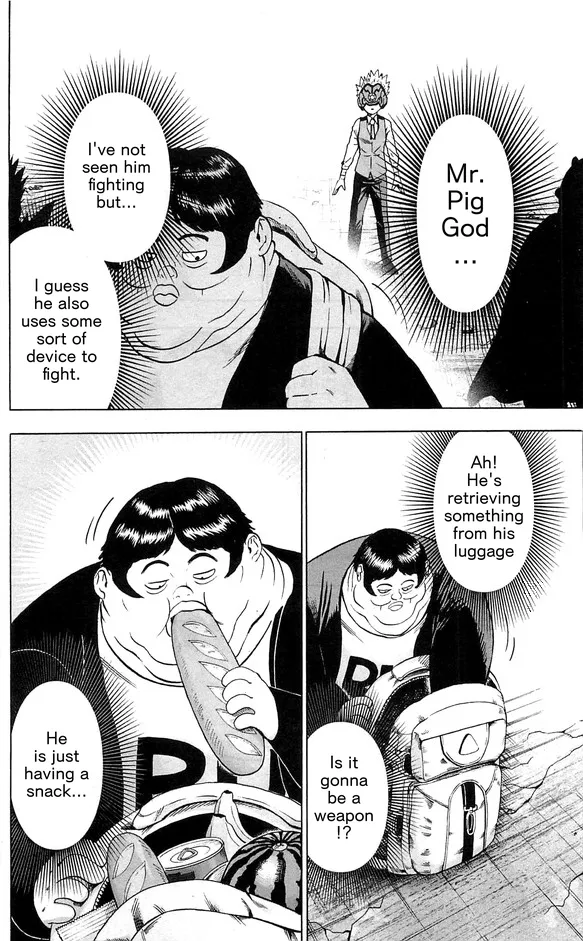 Mr.
Pig
God
...
I've not
seen him
fighting
but...
I guess
he also
uses some
sort of
device to
fight.
Ah!
He's
retrieving
something
from his
luggage
Is it
gonna
be a
weapon
!?
He
is just
having a
snack...